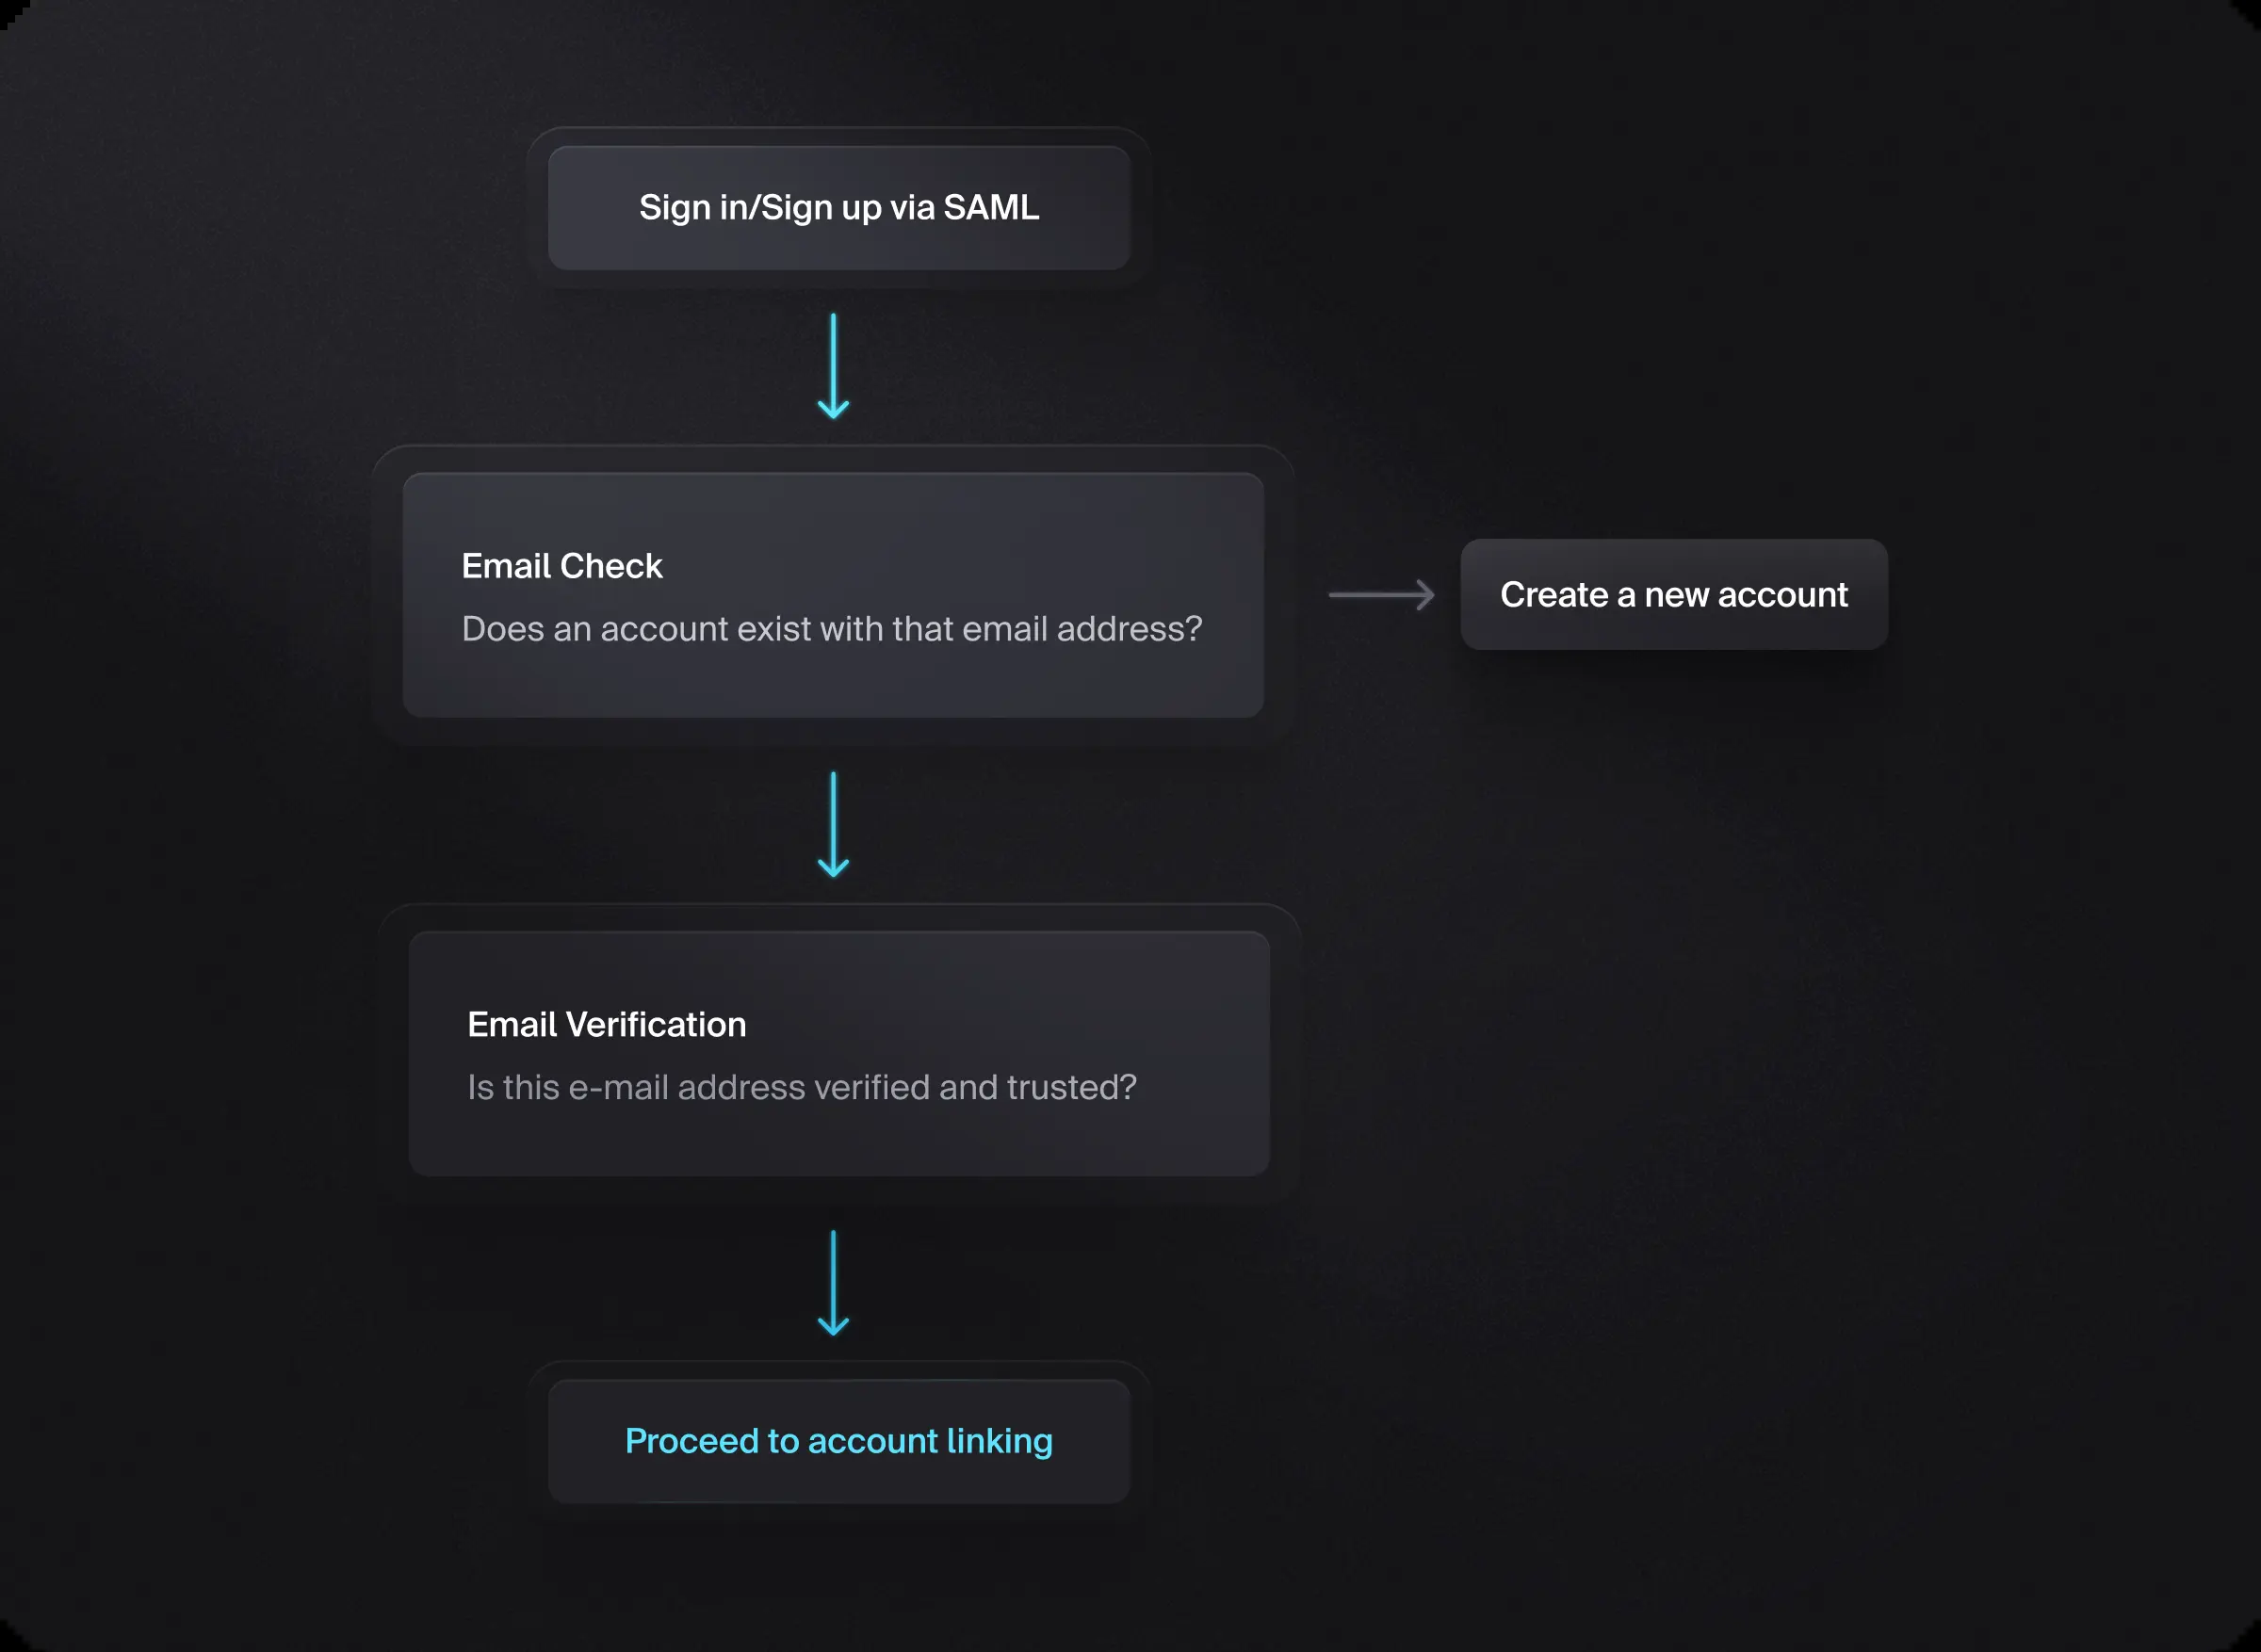 Sign in/Sign up via SAML
Email Check
Does an account exist with that email address?
Create a new account
Email Verification
Is this e-mail address verified and trusted?
Proceed to account linking